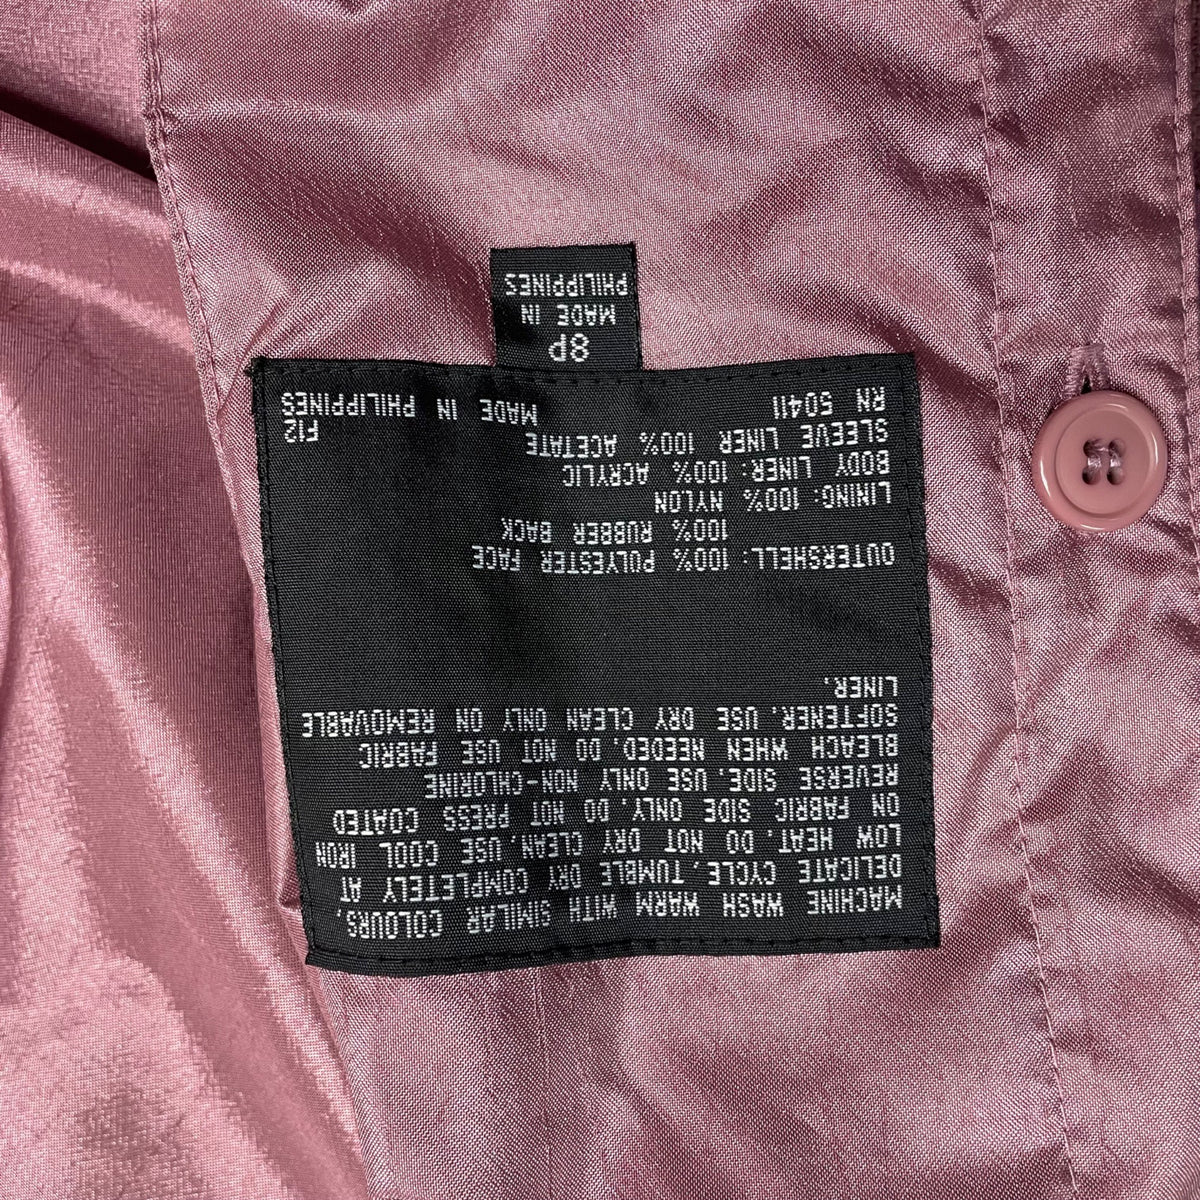 MACHINE WASH WARM WITH SIMILAR COLOURS,
DELICATE CYCLE. TUMBLE DRY COMPLETELY AT
LOW HEAT. DO NOT DRY CLEAN. USE COOL IRON
ON FABRIC SIDE ONLY. DO NOT PRESS COATED
REVERSE SIDE. USE ONLY NON-CHLORINE
BLEACH WHEN NEEDED. DO NOT USE FABRIC
SOFTENER. USE DRY CLEAN ONLY ON REMOVABLE
LINER.
OUTERSHELL: 100% POLYESTER FACE
100% RUBBER BACK
LINING: 100% NYLON
BODY LINER: 100% ACRYLIC
SLEEVE LINER 100% ACETATE
F12
RN 50411 MADE IN PHILIPPINES
8P
MADE IN
PHILIPPINES